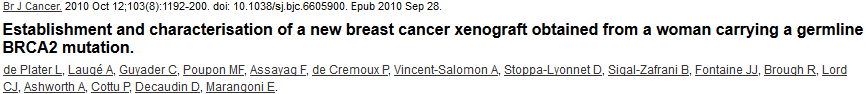 Br J Cancer. 2010 Oct 12;103(8):1192-200. doi: 10.1038/sj.bjc.6605900. Epub 2010 Sep 28.
Establishment and characterisation of a new breast cancer xenograft obtained from a woman carrying a germline
BRCA2 mutation.
de Plater L, Laugé A, Guyader C, Poupon MF, Assayag F, de Cremoux P, Vincent-Salomon A, Stoppa-Lyonnet D, Sigal-Zafrani B, Fontaine JJ, Brough R, Lord
CJ, Ashworth A, Cottu P, Decaudin D, Marangoni E.